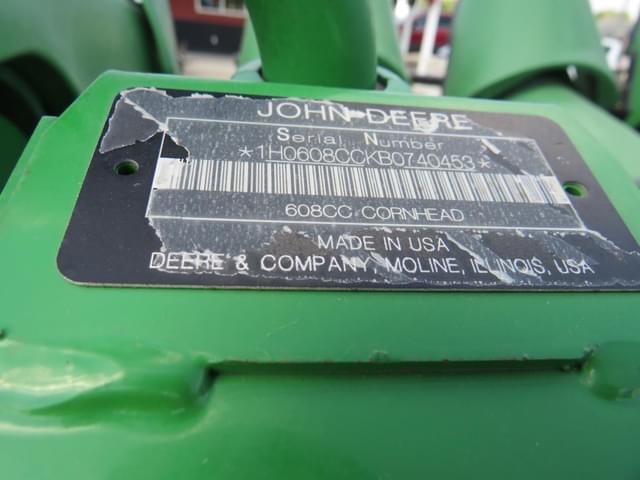 JOHN DEERE
Serial Number
*1H0608CCKB0740453*
608CC CORNHEAD
MADE IN USA
DEERE & COMPANY, MOLINE, ILLINOIS, USA